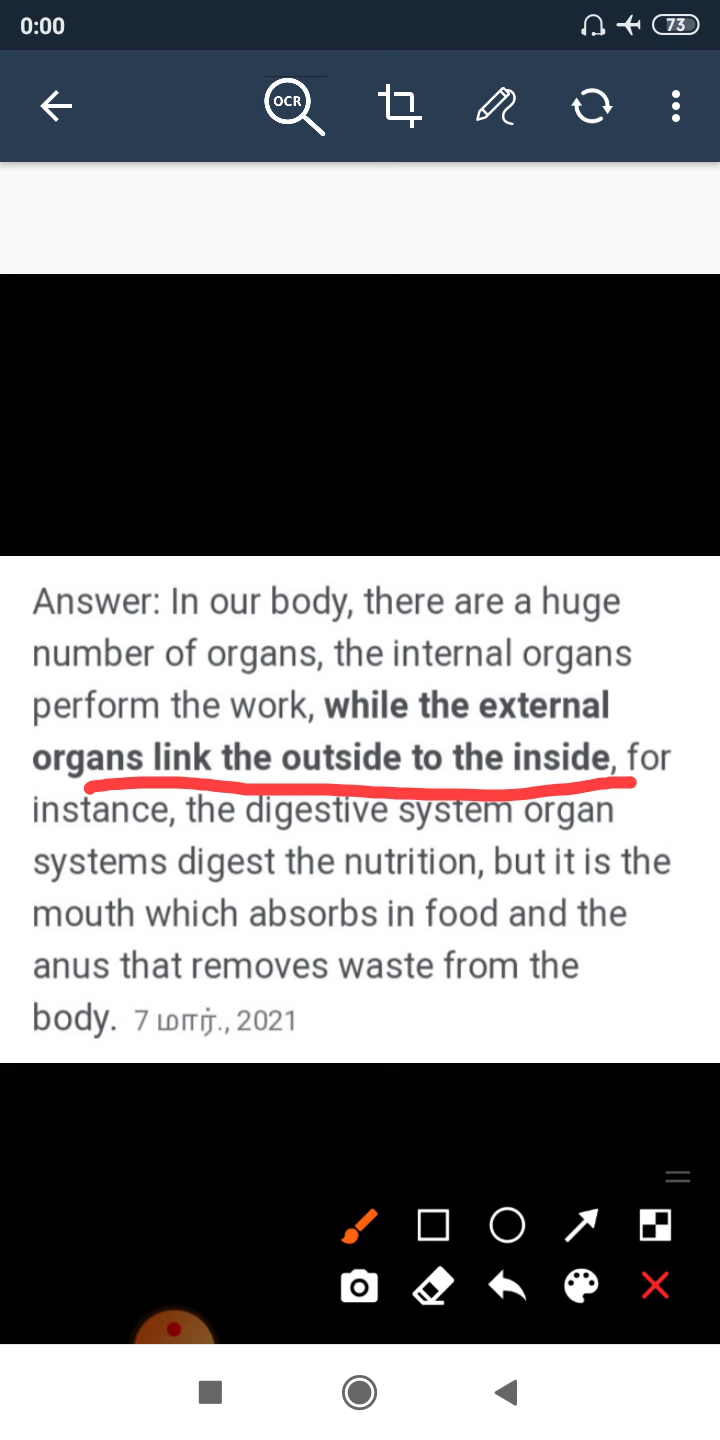 0:00
73
OCR
Answer: In our body, there are a huge
number of organs, the internal organs
perform the work, while the external
organs link the outside to the inside, for
instance, the digestive system organ
systems digest the nutrition, but it is the
mouth which absorbs in food and the
anus that removes waste from the
body. 7 மார்., 2021